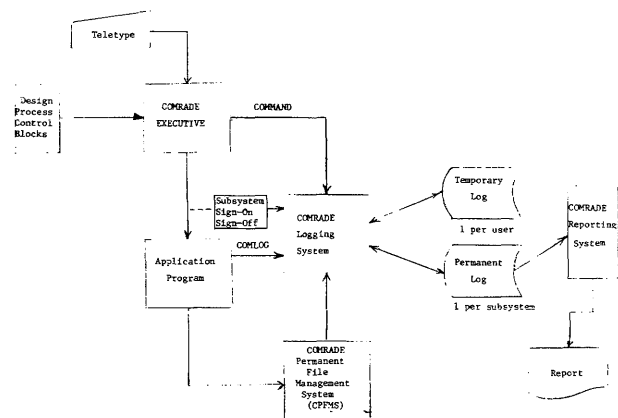 Teletype
Design
Process
Control
Blocks
COMRADE
EXECUTIVE
COMMAND
Subsystem
Sign-On
Sign-Off
COMRADE
Logging
System
Temporary
Log
1 per user
COMRADE
Reporting
System
Application
Program
COMLOG
Permanent
Log
1 per subsystem
COMRADE
Permanent
File
Management
System
(CPFMS)
Report